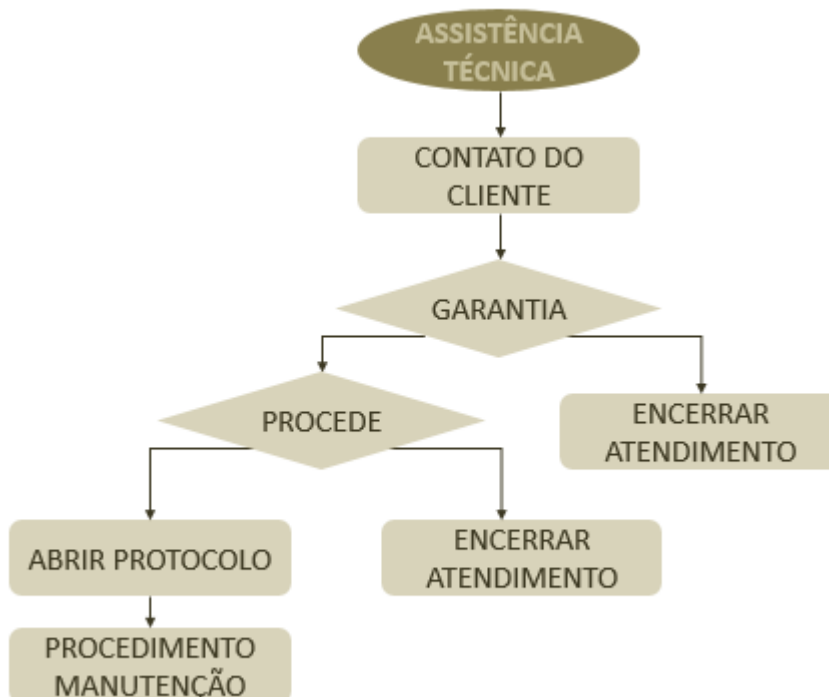 ASSISTÊNCIA
TÉCNICA
CONTATO DO
CLIENTE
GARANTIA
PROCEDE
ENCERRAR
ATENDIMENTO
ABRIR PROTOCOLO
ENCERRAR
ATENDIMENTO
PROCEDIMENTO
MANUTENÇÃO